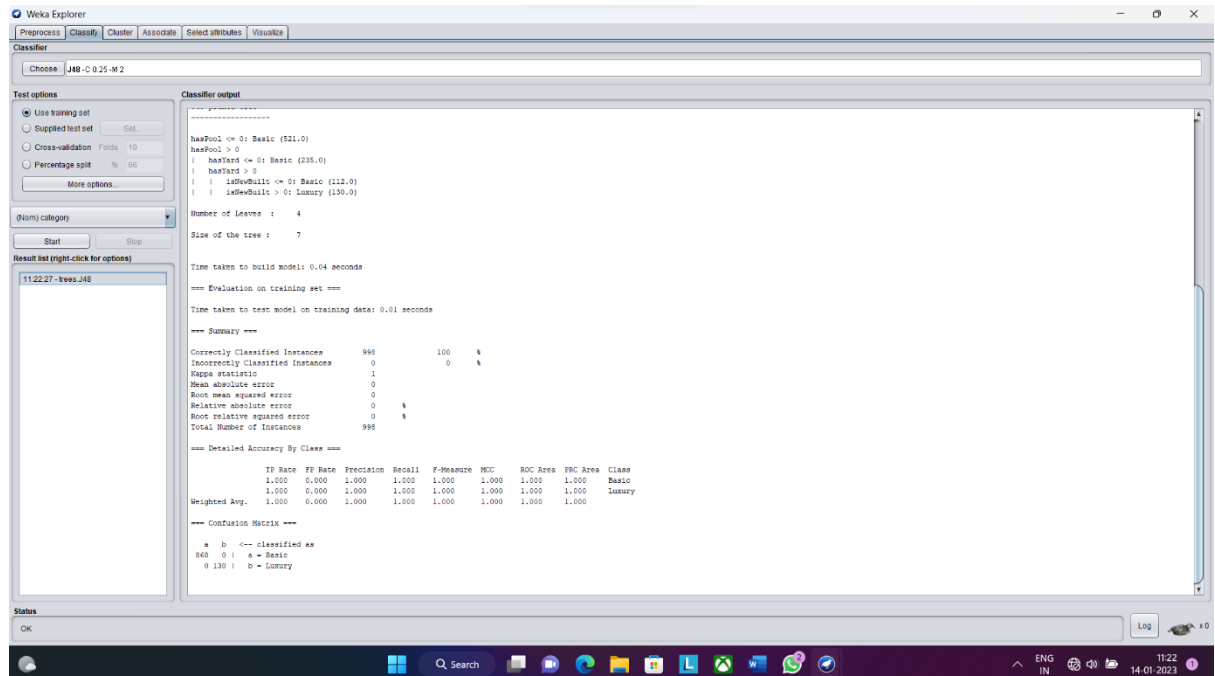 Weka Explorer
Preprocess Classify Cluster Associate Select attributes Visualize
Classifier
Choose J48 -C 0.25 -M 2
Test options
Use training set
Supplied test set Set...
Cross-validation Folds 10
Percentage split % 66
More options...
(Nom) category
Start Stop
Result list (right-click for options)
11:22:27 - trees.J48
Classifier output
------------------
hasPool <= 0: Basic (521.0)
hasPool > 0
| hasYard <= 0: Basic (235.0)
| hasYard > 0
| | isNewBuilt <= 0: Basic (112.0)
| | isNewBuilt > 0: Luxury (130.0)
Number of Leaves : 4
Size of the tree : 7
Time taken to build model: 0.04 seconds
=== Evaluation on training set ===
Time taken to test model on training data: 0.01 seconds
=== Summary ===
Correctly Classified Instances 998 100 %
Incorrectly Classified Instances 0 0 %
Kappa statistic 1
Mean absolute error 0
Root mean squared error 0
Relative absolute error 0 %
Root relative squared error 0 %
Total Number of Instances 998
=== Detailed Accuracy By Class ===
TP Rate FP Rate Precision Recall F-Measure MCC ROC Area PRC Area Class
1.000 0.000 1.000 1.000 1.000 1.000 1.000 1.000 Basic
1.000 0.000 1.000 1.000 1.000 1.000 1.000 1.000 Luxury
Weighted Avg. 1.000 0.000 1.000 1.000 1.000 1.000 1.000 1.000
=== Confusion Matrix ===
a b <-- classified as
868 0 | a = Basic
0 130 | b = Luxury
Status
OK
Log
x 0
Search
ENG
IN
11:22
14-01-2023
1
2